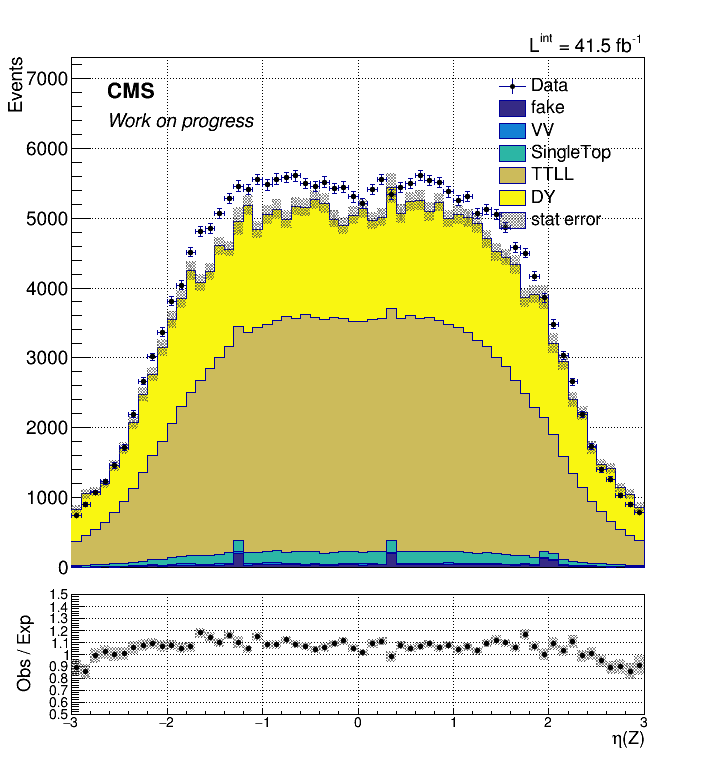 L^int = 41.5 fb^-1
Events
7000
6000
5000
4000
3000
2000
1000
0
CMS
Work on progress
Data
fake
VV
SingleTop
TTLL
DY
stat error
Obs / Exp
1.5
1.4
1.3
1.2
1.1
1
0.9
0.8
0.7
0.6
0.5
−3 −2 −1 0 1 2 3
η(Z)